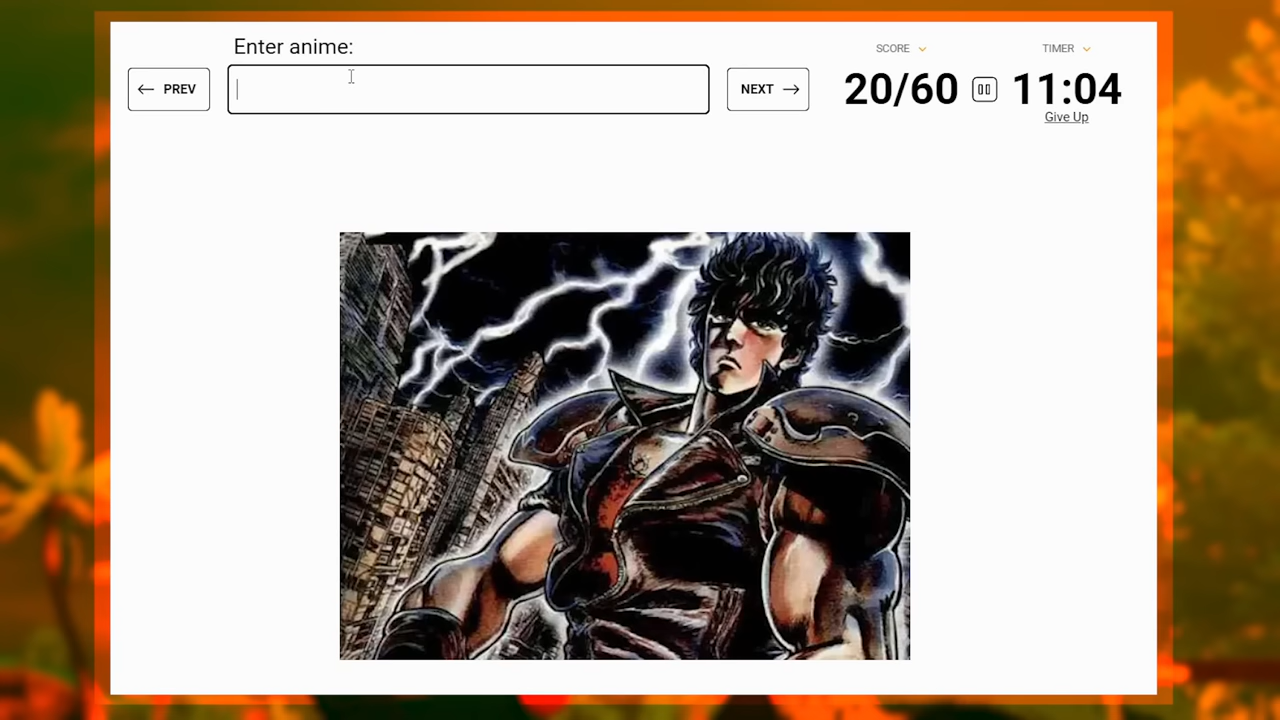 Enter anime:
SCORE
TIMER
PREV
NEXT
20/60
11:04
Give Up